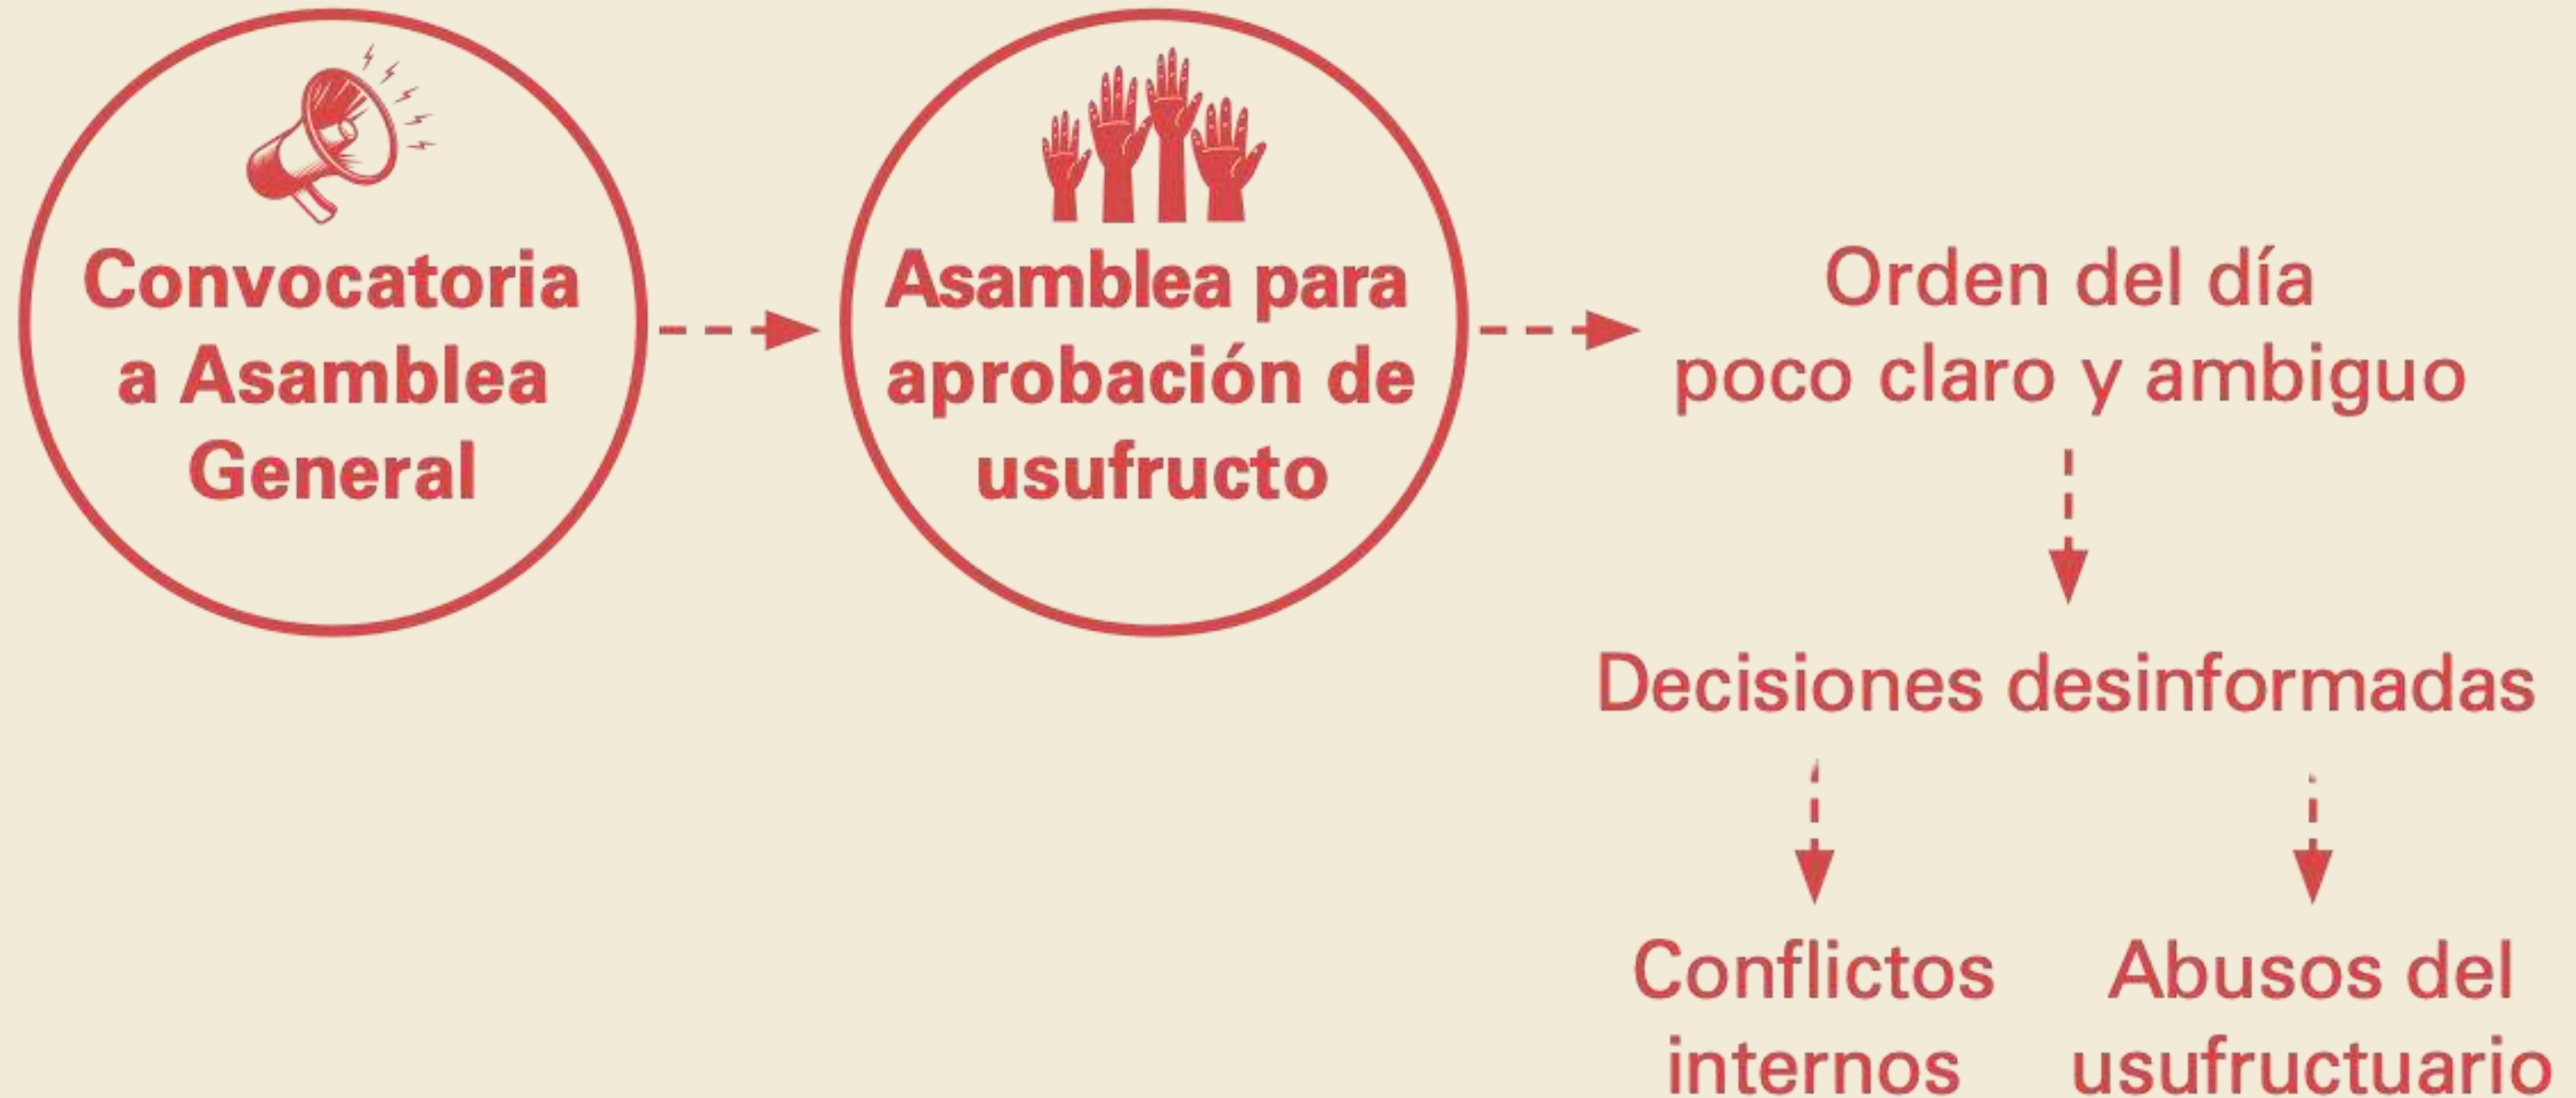 Convocatoria
a Asamblea
General
Asamblea para
aprobación de
usufructo
Orden del día
poco claro y ambiguo
Decisiones desinformadas
Conflictos
internos
Abusos del
usufructuario